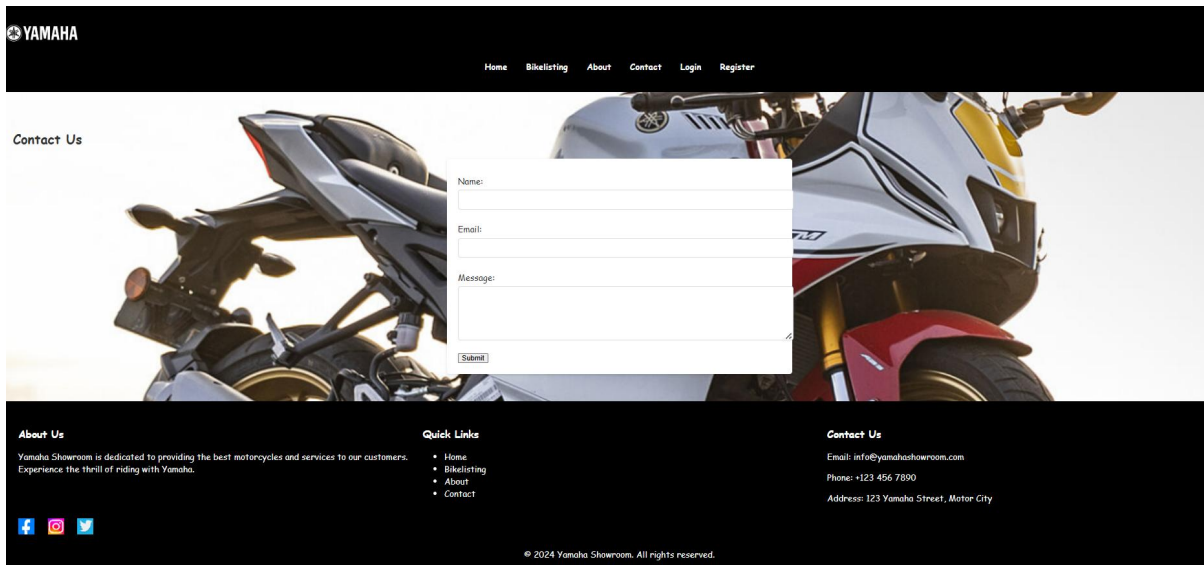 YAMAHA
Home Bikelisting About Contact Login Register
Contact Us
Name:
Email:
Message:
Submit
About Us
Yamaha Showroom is dedicated to providing the best motorcycles and services to our customers.
Experience the thrill of riding with Yamaha.
Quick Links
Home
Bikelisting
About
Contact
Contact Us
Email: info@yamahashowroom.com
Phone: +123 456 7890
Address: 123 Yamaha Street, Motor City
© 2024 Yamaha Showroom. All rights reserved.